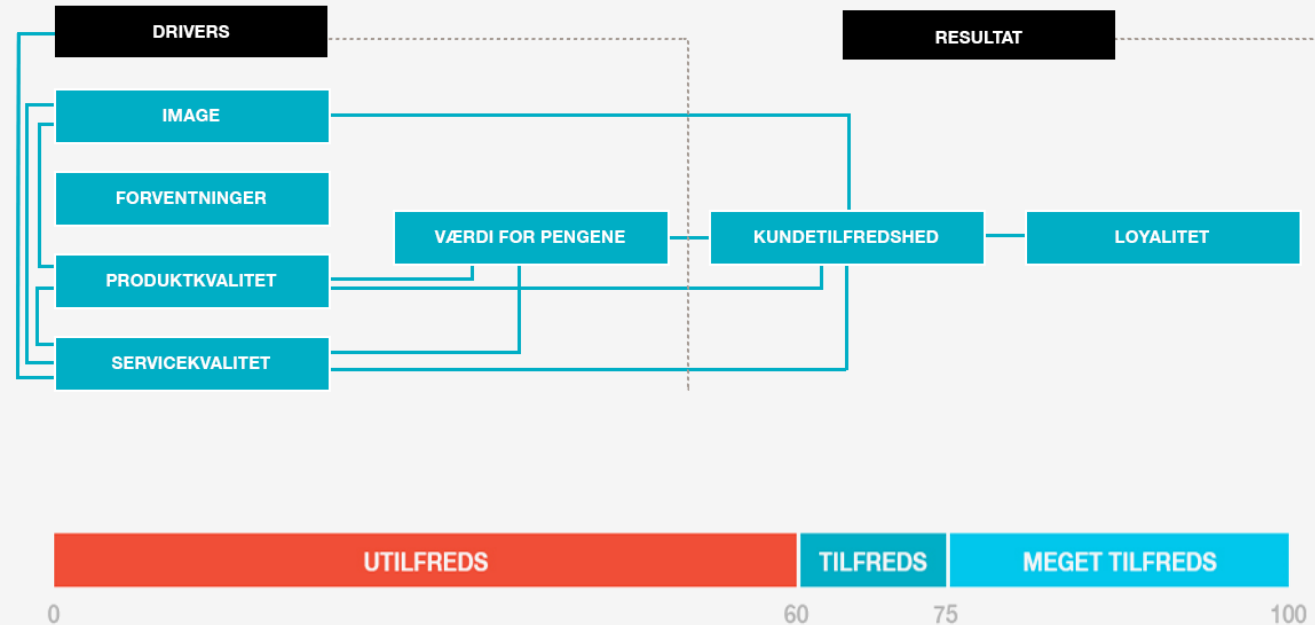 DRIVERS
RESULTAT
IMAGE
FORVENTNINGER
VÆRDI FOR PENGENE
KUNDETILFREDSHED
LOYALITET
PRODUKTKVALITET
SERVICEKVALITET
UTILFREDS
TILFREDS
MEGET TILFREDS
0
60
75
100